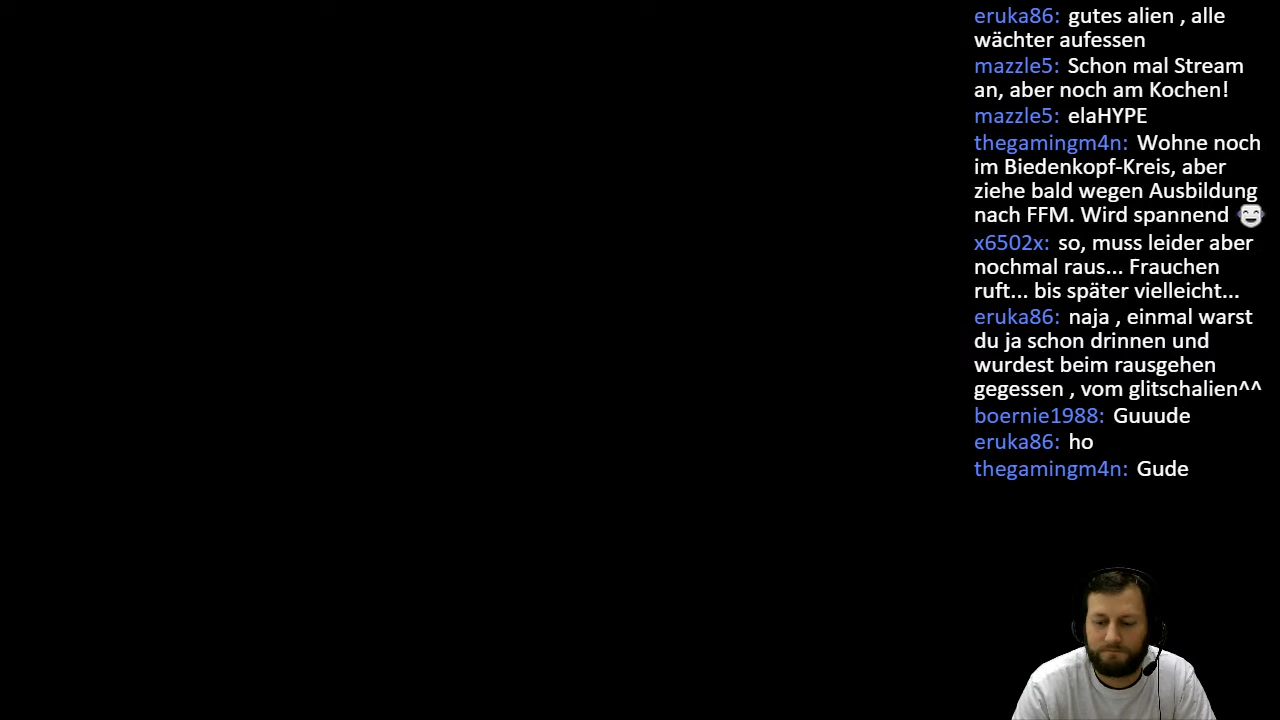 eruka86: gutes alien , alle
wächter aufessen
mazzle5: Schon mal Stream
an, aber noch am Kochen!
mazzle5: elaHYPE
thegamingm4n: Wohne noch
im Biedenkopf-Kreis, aber
ziehe bald wegen Ausbildung
nach FFM. Wird spannend
x6502x: so, muss leider aber
nochmal raus... Frauchen
ruft... bis später vielleicht...
eruka86: naja , einmal warst
du ja schon drinnen und
wurdest beim rausgehen
gegessen , vom glitschalien^^
boernie1988: Guuude
eruka86: ho
thegamingm4n: Gude